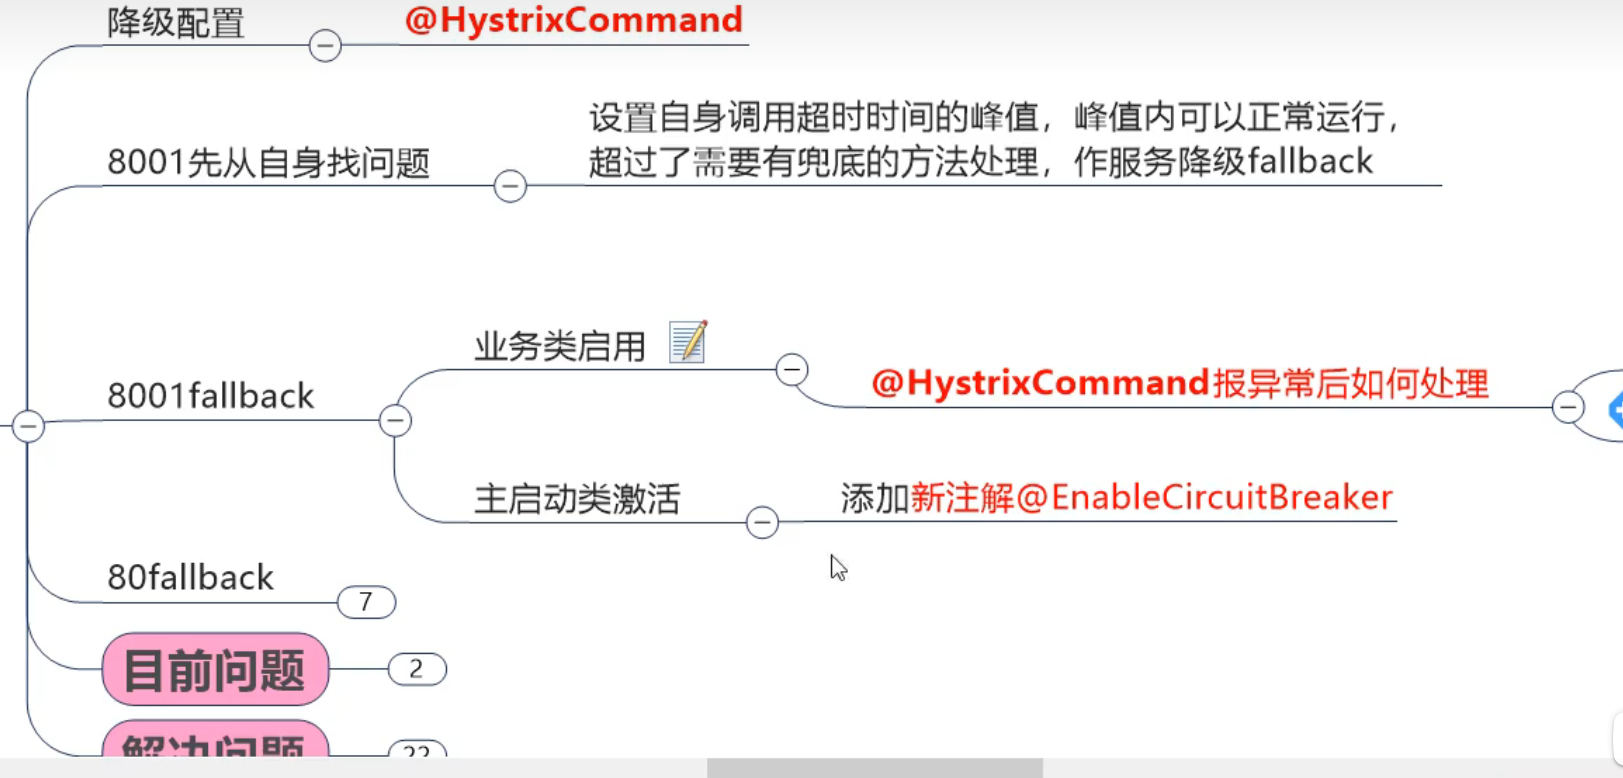 降级配置
@HystrixCommand
8001先从自身找问题
设置自身调用超时时间的峰值，峰值内可以正常运行，
超过了需要有兜底的方法处理，作服务降级fallback
8001fallback
业务类启用
@HystrixCommand报异常后如何处理
主启动类激活
添加新注解@EnableCircuitBreaker
80fallback
7
目前问题
2
解决问题
22